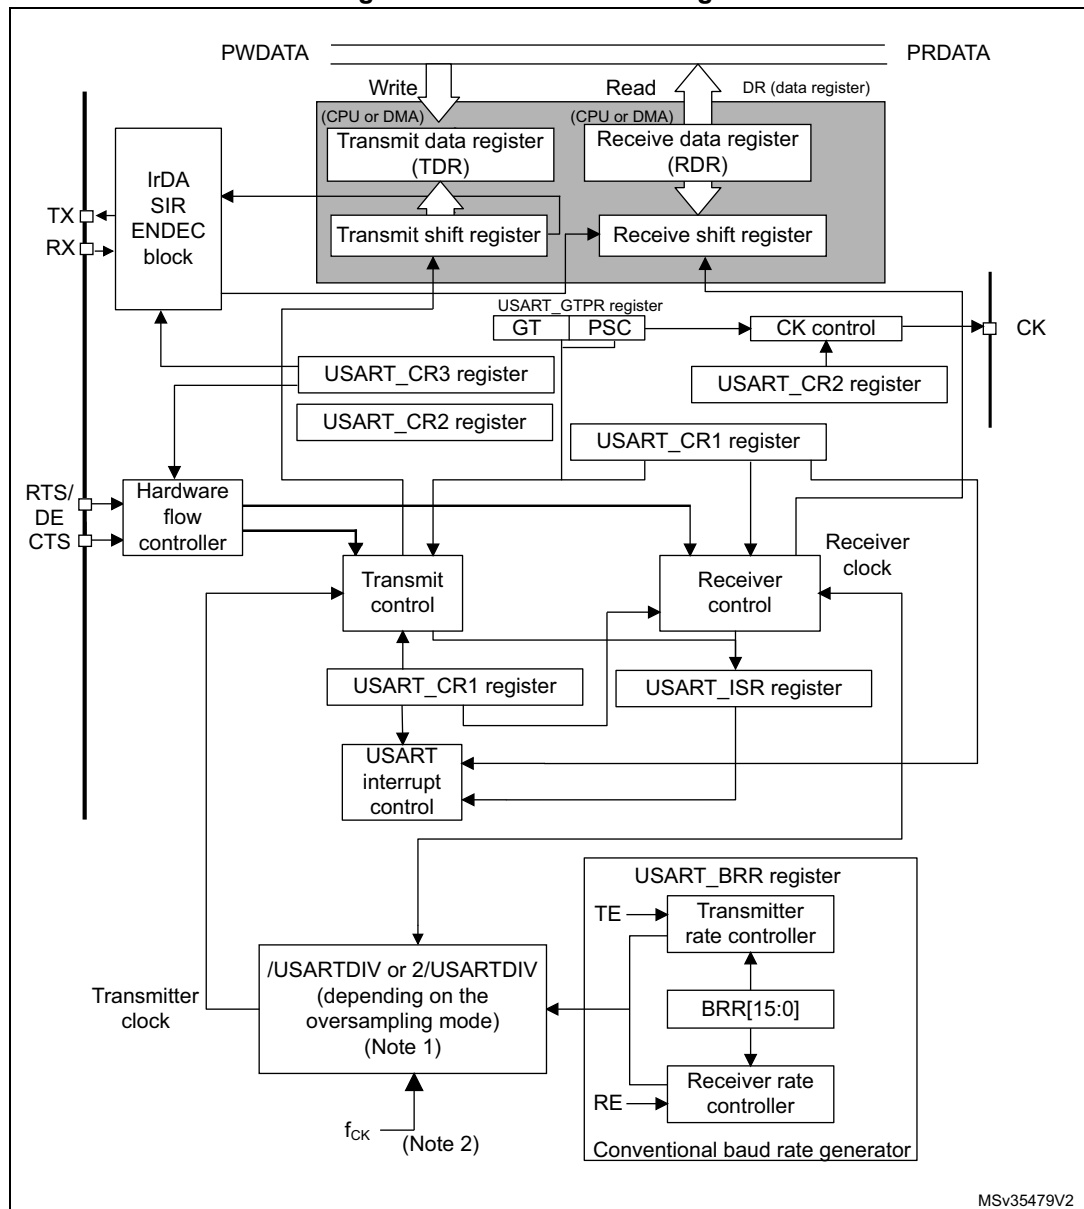 PWDATA
PRDATA
Write
Read
DR (data register)
(CPU or DMA)
(CPU or DMA)
Transmit data register
(TDR)
Receive data register
(RDR)
IrDA
SIR
ENDEC
block
TX
RX
Transmit shift register
Receive shift register
USART_GTPR register
GT
PSC
CK control
CK
USART_CR3 register
USART_CR2 register
USART_CR2 register
USART_CR1 register
RTS/
DE
CTS
Hardware
flow
controller
Transmit
control
Receiver
control
Receiver
clock
USART_CR1 register
USART_ISR register
USART
interrupt
control
USART_BRR register
TE
Transmitter
rate controller
/USARTDIV or 2/USARTDIV
(depending on the
oversampling mode)
(Note 1)
Transmitter
clock
BRR[15:0]
RE
Receiver rate
controller
fCK
(Note 2)
Conventional baud rate generator
MSv35479V2